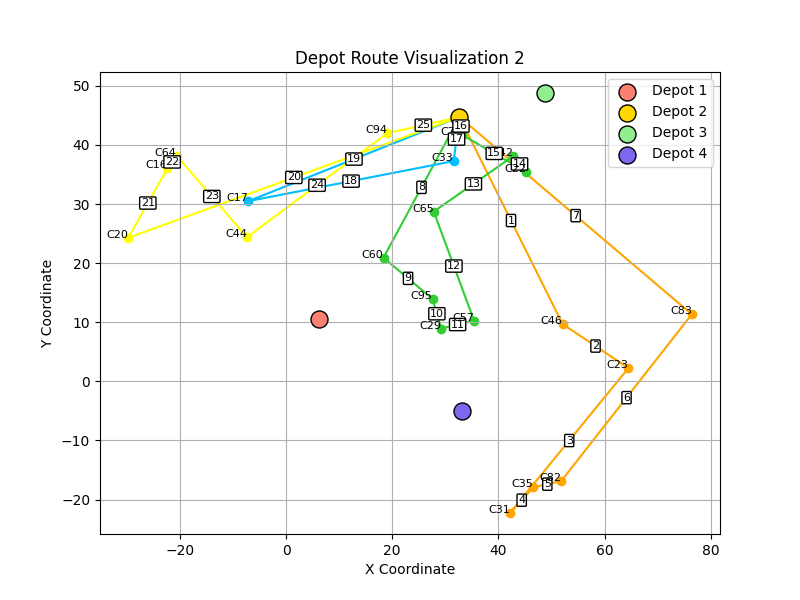 Depot Route Visualization 2
Depot 1
Depot 2
Depot 3
Depot 4
50
40
30
20
10
0
−10
−20
Y Coordinate
−20
0
20
40
60
80
X Coordinate
C94
25
16
17
C33
15
14
C64
22
C16
19
20
24
18
8
13
21
23
C17
C65
1
7
C20
C44
C60
9
12
C95
10
C29
11
C57
C46
2
C23
C83
6
3
C35
C82
5
4
C31